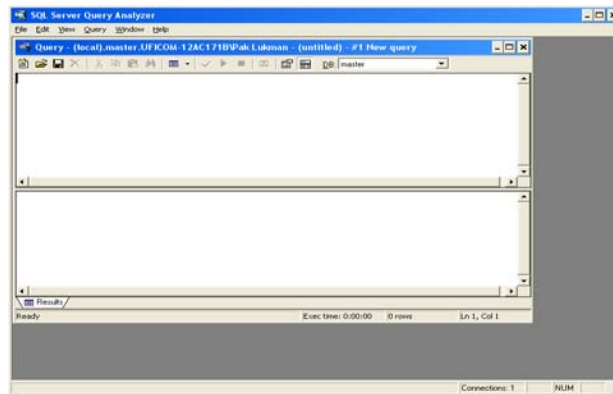 SQL Server Query Analyzer
File Edit View Query Window Help
Query - (local).master.UFICOM-12AC171B\Pak Lukman - (untitled) - #1 New query
DB: master
Results
Ready Exec time: 0:00:00 0 rows Ln 1, Col 1
Connections: 1 NUM